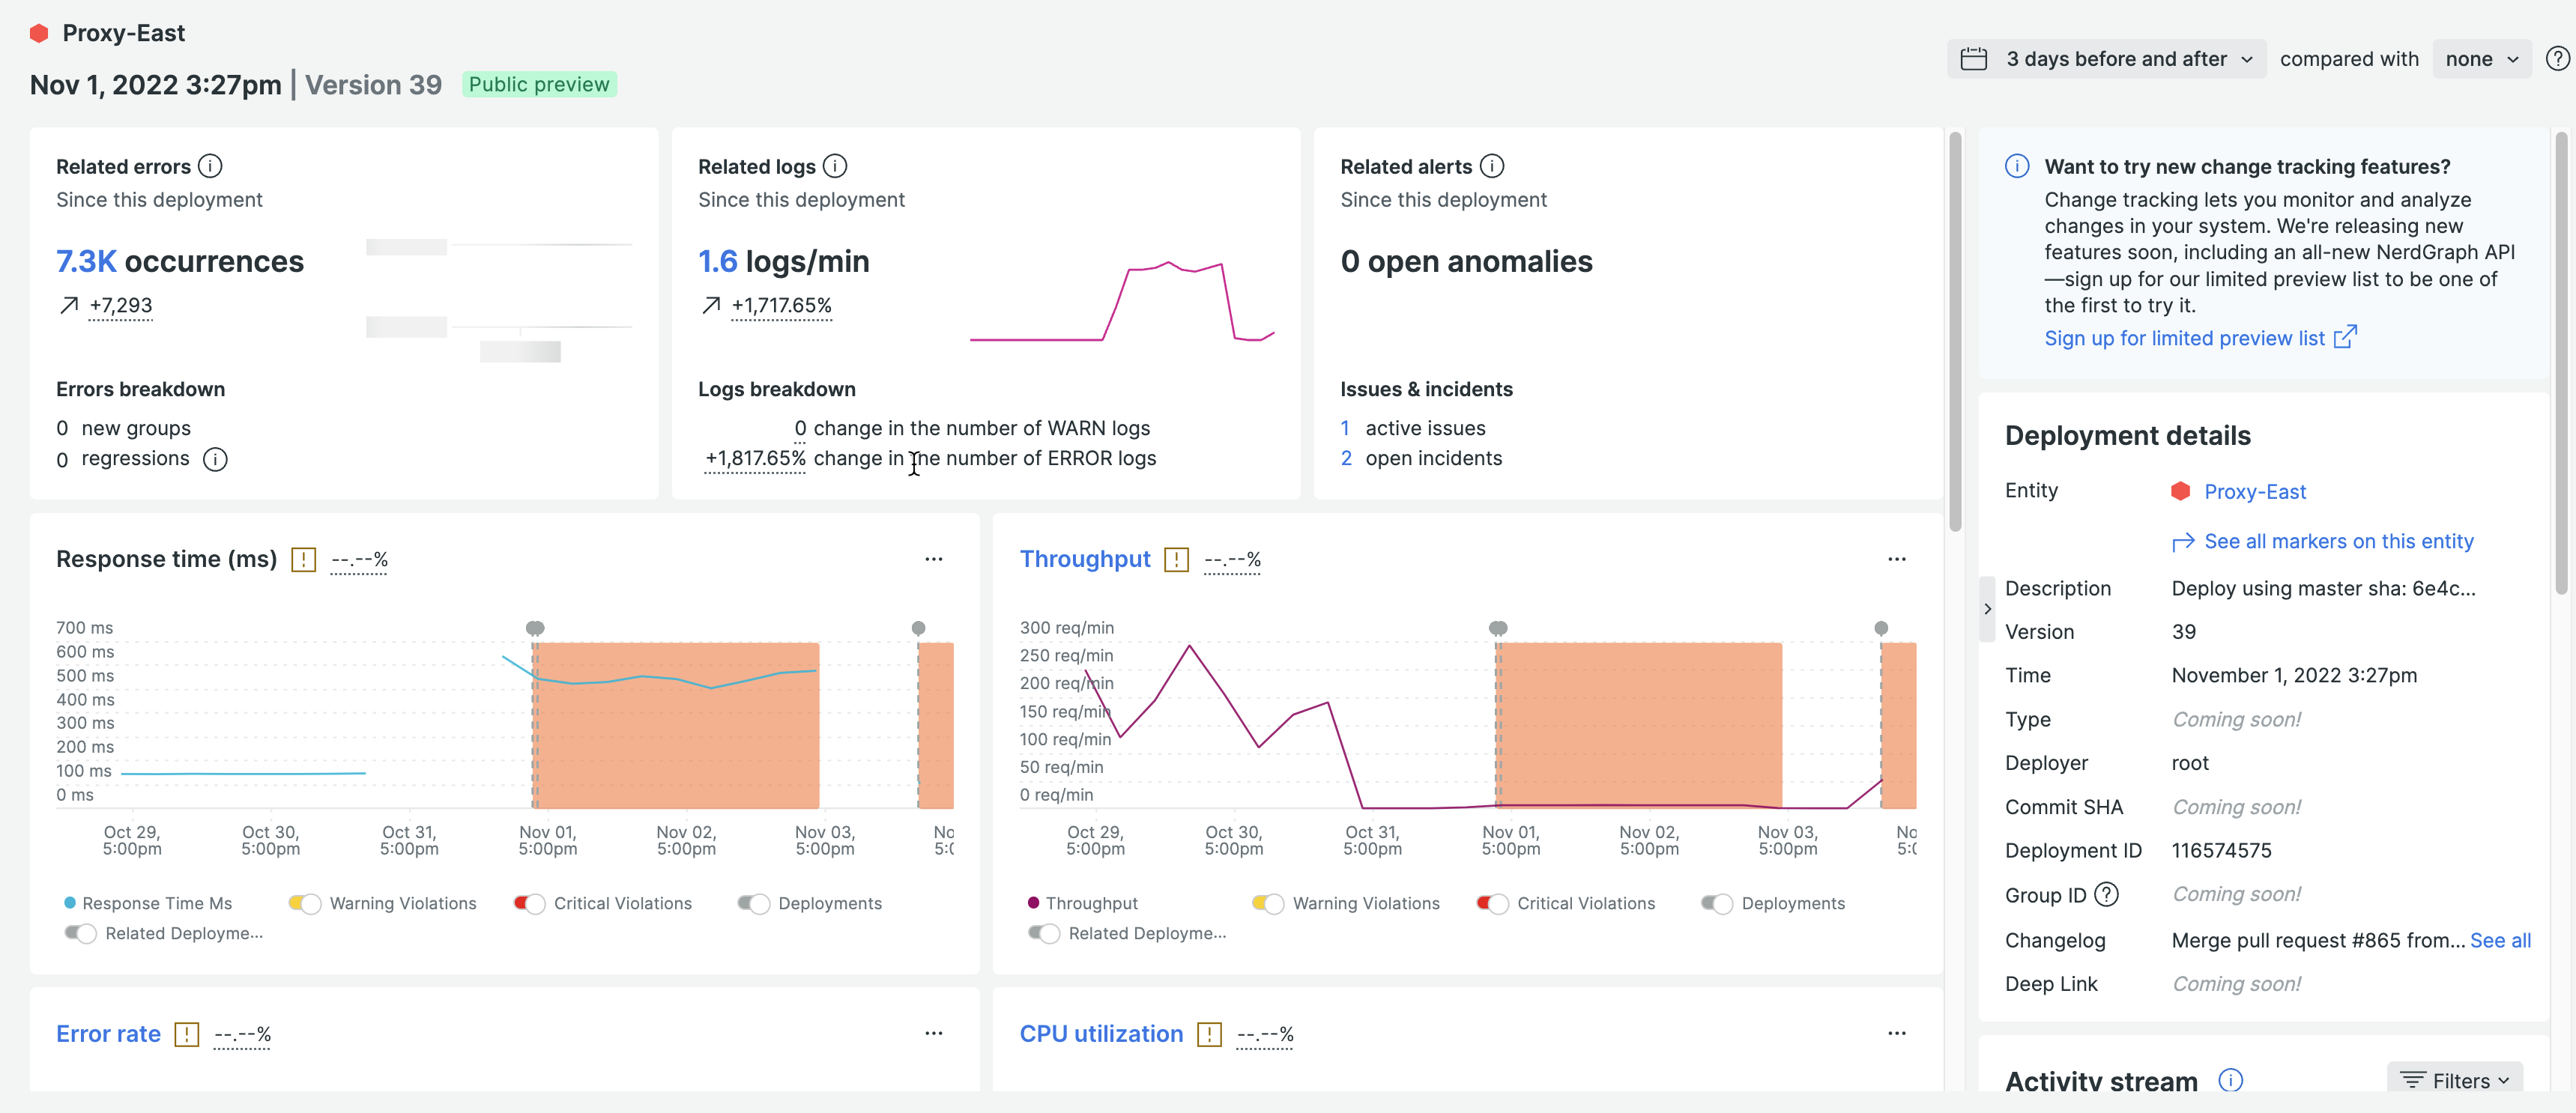 Proxy-East
Nov 1, 2022 3:27pm | Version 39 Public preview
3 days before and after compared with none
Related errors
Since this deployment
7.3K occurrences
+7,293
Errors breakdown
0 new groups
0 regressions
Related logs
Since this deployment
1.6 logs/min
+1,717.65%
Logs breakdown
0 change in the number of WARN logs
+1,817.65% change in the number of ERROR logs
Related alerts
Since this deployment
0 open anomalies
Issues & incidents
1 active issues
2 open incidents
Response time (ms) --.--%
700 ms
600 ms
500 ms
400 ms
300 ms
200 ms
100 ms
0 ms
Oct 29, Oct 30, Oct 31, Nov 01, Nov 02, Nov 03, No
5:00pm 5:00pm 5:00pm 5:00pm 5:00pm 5:00pm 5:0
Response Time Ms Warning Violations Critical Violations Deployments
Related Deployme...
Throughput --.--%
300 req/min
250 req/min
200 req/min
150 req/min
100 req/min
50 req/min
0 req/min
Oct 29, Oct 30, Oct 31, Nov 01, Nov 02, Nov 03, No
5:00pm 5:00pm 5:00pm 5:00pm 5:00pm 5:00pm 5:0
Throughput Warning Violations Critical Violations Deployments
Related Deployme...
Error rate --.--%
CPU utilization --.--%
Want to try new change tracking features?
Change tracking lets you monitor and analyze
changes in your system. We're releasing new
features soon, including an all-new NerdGraph API
—sign up for our limited preview list to be one of
the first to try it.
Sign up for limited preview list
Deployment details
Entity Proxy-East
See all markers on this entity
Description Deploy using master sha: 6e4c...
Version 39
Time November 1, 2022 3:27pm
Type Coming soon!
Deployer root
Commit SHA Coming soon!
Deployment ID 116574575
Group ID Coming soon!
Changelog Merge pull request #865 from... See all
Deep Link Coming soon!
Activity stream Filters